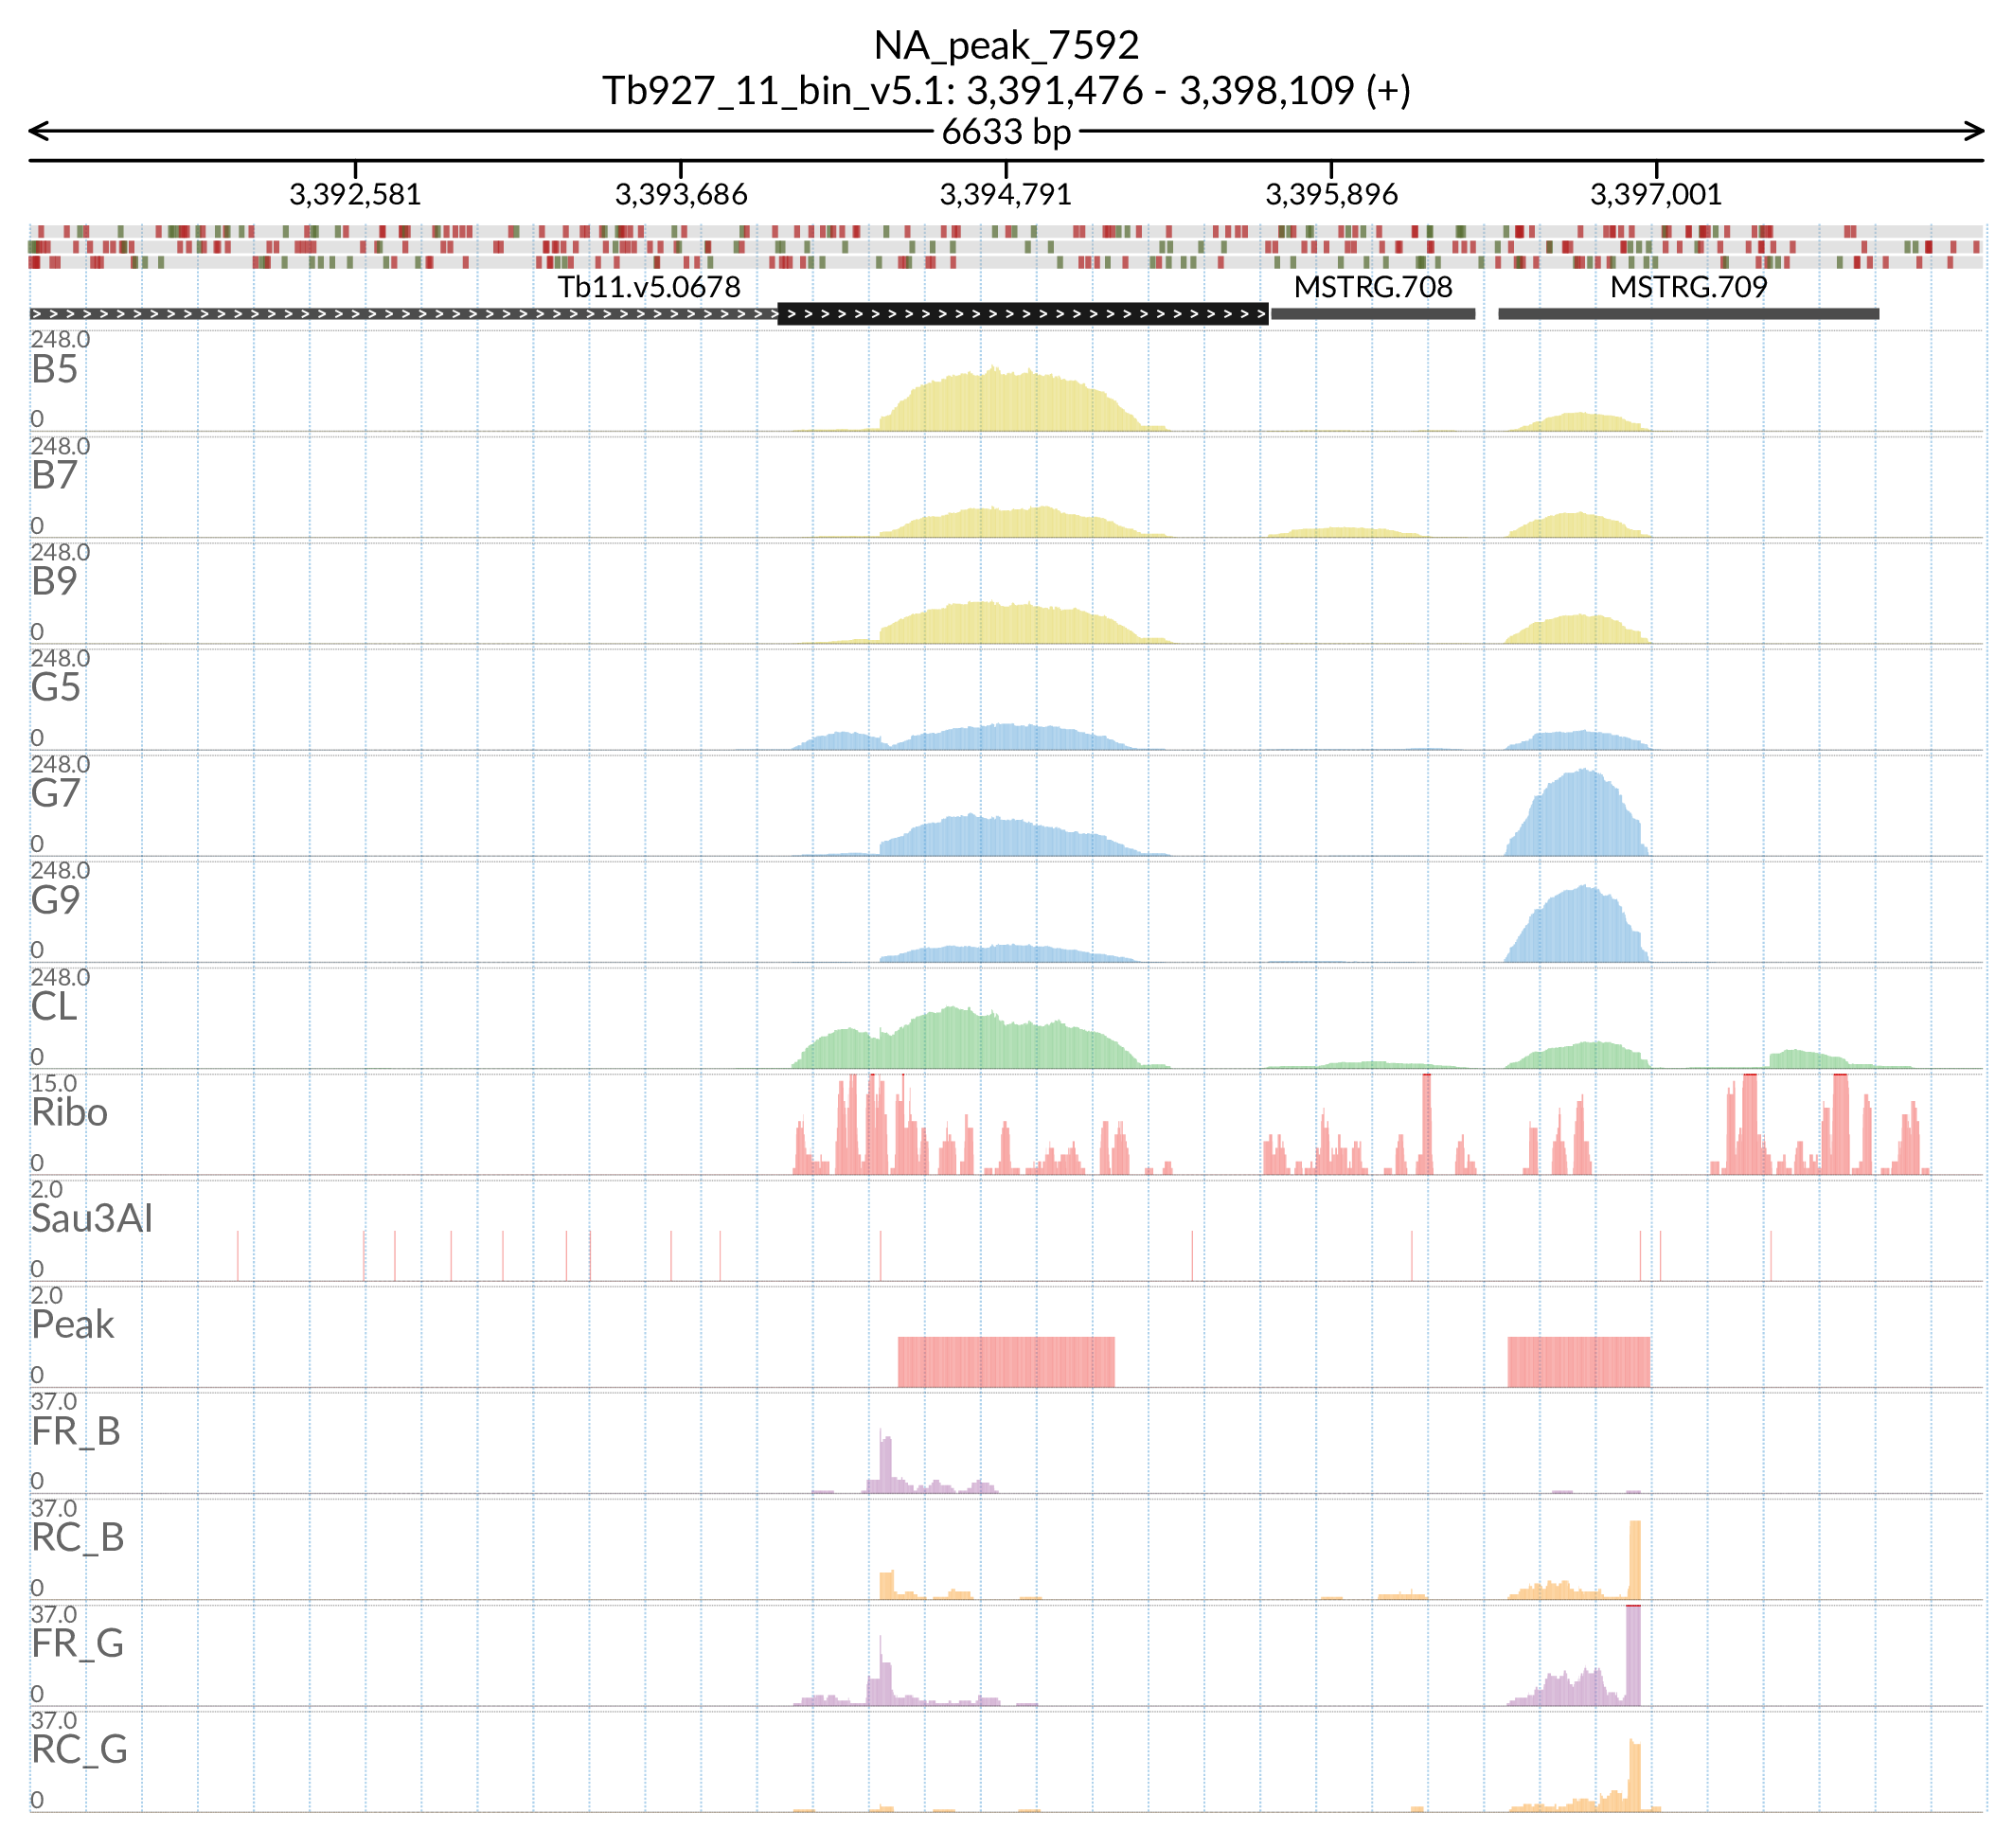 NA_peak_7592
Tb927_11_bin_v5.1: 3,391,476 - 3,398,109 (+)
6633 bp
3,392,581 3,393,686 3,394,791 3,395,896 3,397,001
Tb11.v5.0678 MSTRG.708 MSTRG.709
248.0
B5
0
248.0
B7
0
248.0
B9
0
248.0
G5
0
248.0
G7
0
248.0
G9
0
248.0
CL
0
15.0
Ribo
0
2.0
Sau3AI
0
2.0
Peak
0
37.0
FR_B
0
37.0
RC_B
0
37.0
FR_G
0
37.0
RC_G
0